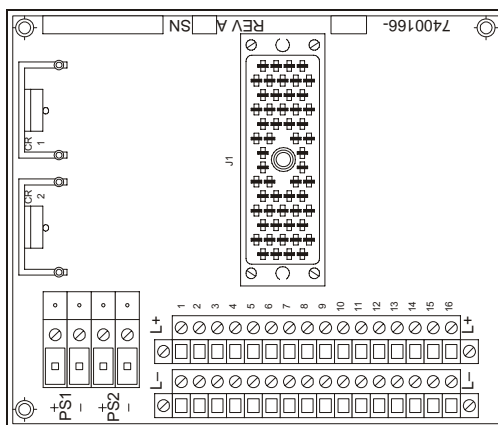 7400166-
REV A
SN
J1
CR
1
CR
2
L+
1 2 3 4 5 6 7 8 9 10 11 12 13 14 15 16
L+
L−
L−
+ − + −
PS1 PS2